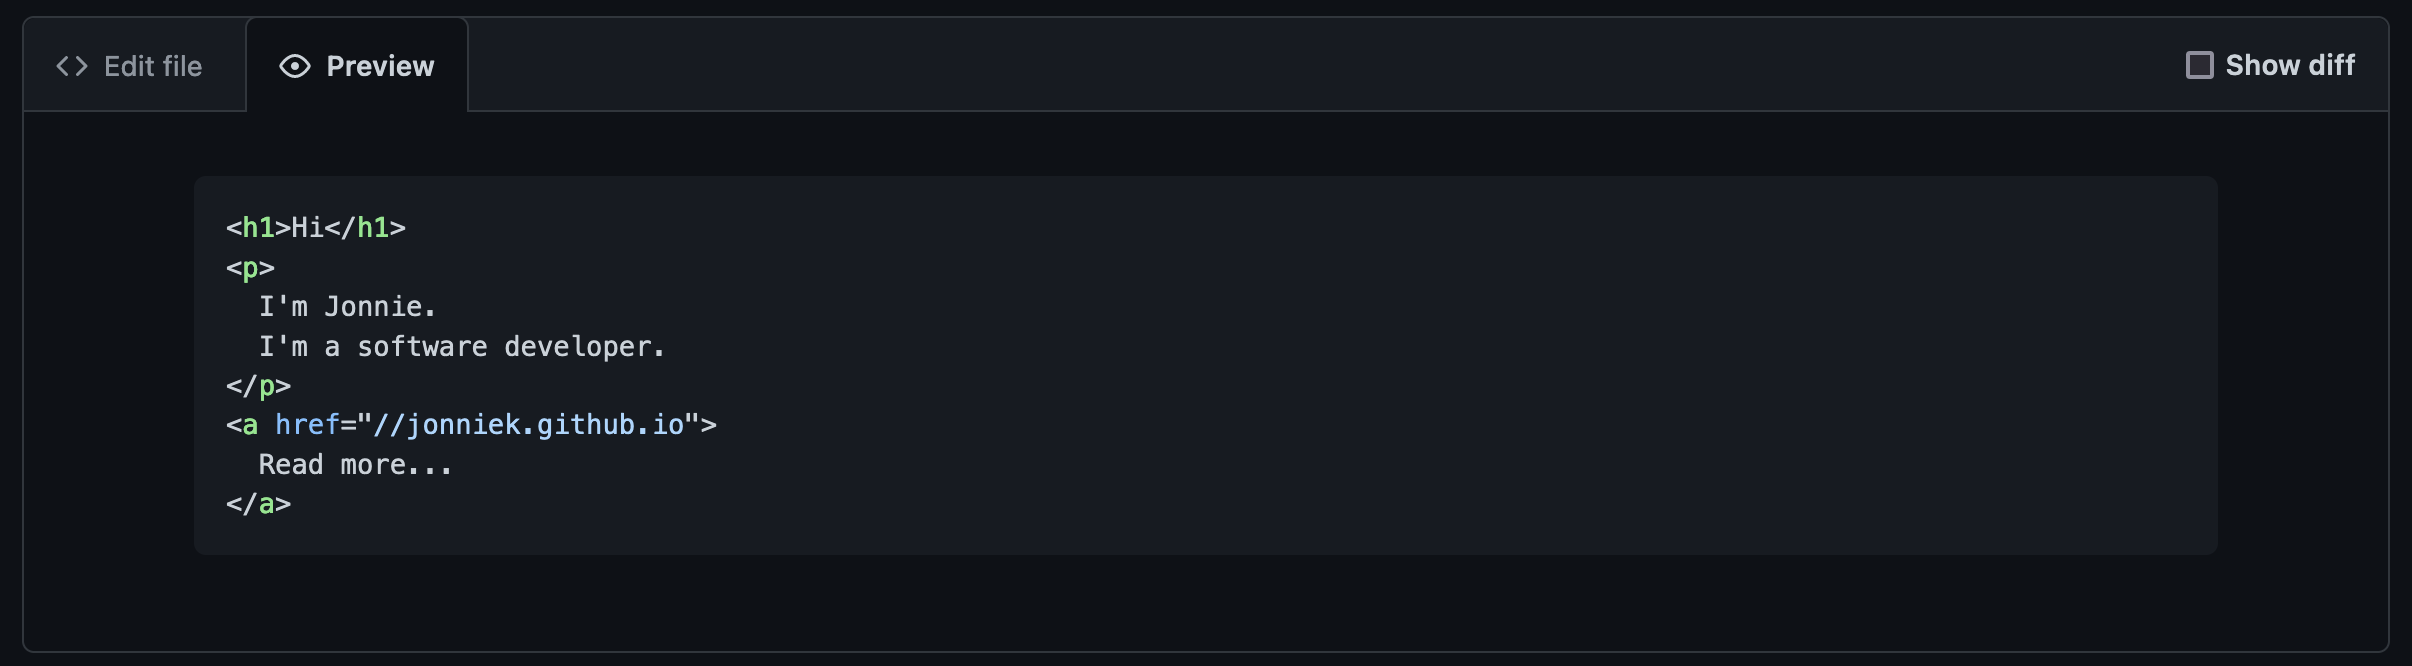 Edit file
Preview
Show diff
<h1>Hi</h1>
<p>
  I'm Jonnie.
  I'm a software developer.
</p>
<a href="//jonniek.github.io">
  Read more...
</a>